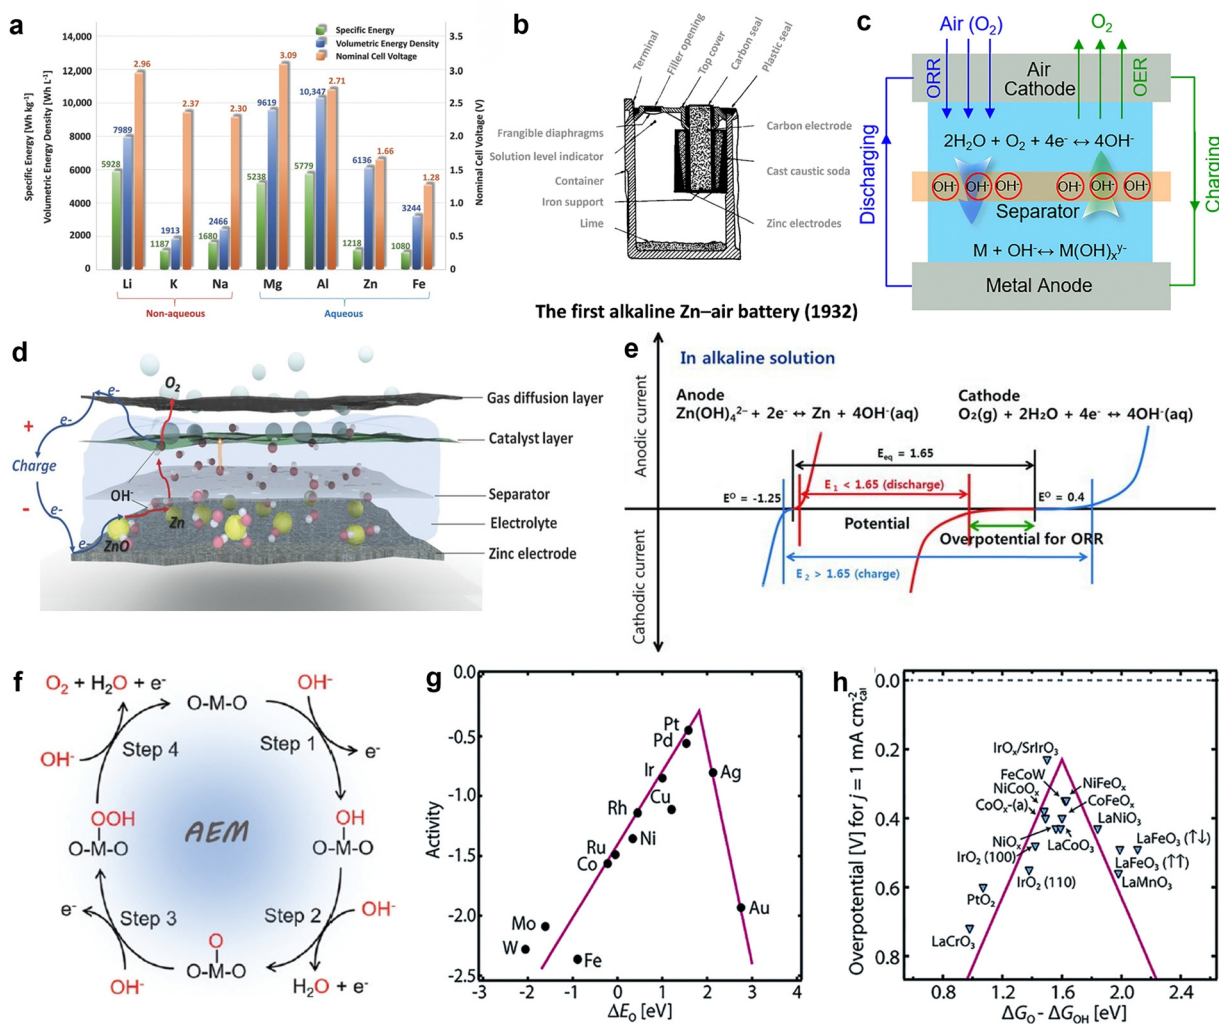 a
Specific Energy
Volumetric Energy Density
Nominal Cell Voltage
Specific Energy [Wh kg⁻¹]
Volumetric Energy Density [Wh L⁻¹]
Nominal Cell Voltage (V)
14,000
12,000
10,000
8000
6000
4000
2000
0
3.5
3.0
2.5
2.0
1.5
1.0
0.5
0.0
5928
7989
2.96
1187
1913
2.37
1680
2466
2.30
5238
9619
3.09
5779
10,347
2.71
1218
6136
1.66
1080
3244
1.28
Li K Na Mg Al Zn Fe
Non-aqueous
Aqueous
b
Terminal
Filler opening
Top cover
Carbon seal
Plastic seal
Frangible diaphragms
Solution level indicator
Container
Iron support
Lime
Carbon electrode
Cast caustic soda
Zinc electrodes
The first alkaline Zn–air battery (1932)
c
Air (O₂)
O₂
ORR
OER
Air
Cathode
2H₂O + O₂ + 4e⁻ ↔ 4OH⁻
OH⁻ OH⁻ OH⁻ OH⁻ OH⁻ OH⁻
Separator
M + OH⁻ ↔ M(OH)ₓʸ⁻
Metal Anode
Discharging
Charging
d
O₂
e-
e-
+
Charge
-
OH⁻
Zn
ZnO
e-
e-
Gas diffusion layer
Catalyst layer
Separator
Electrolyte
Zinc electrode
e
In alkaline solution
Anodic current
Cathodic current
Anode
Zn(OH)₄²⁻ + 2e⁻ ↔ Zn + 4OH⁻(aq)
Cathode
O₂(g) + 2H₂O + 4e⁻ ↔ 4OH⁻(aq)
E_eq = 1.65
E⁰ = -1.25
E₁ < 1.65 (discharge)
E⁰ = 0.4
Potential
Overpotential for ORR
E₂ > 1.65 (charge)
f
O₂ + H₂O + e⁻
O-M-O
OH⁻
Step 1
e⁻
OH
O-M-O
Step 2
OH⁻
H₂O + e⁻
O
O-M-O
OH⁻
Step 3
e⁻
OOH
O-M-O
OH⁻
Step 4
AEM
g
Activity
0.0
-0.5
-1.0
-1.5
-2.0
-2.5
Pt
Pd
Ir
Ag
Cu
Rh
Ni
Ru
Co
Au
Mo
W
Fe
-3 -2 -1 0 1 2 3 4
ΔE_O [eV]
h
Overpotential [V] for j = 1 mA cm⁻²_cal
0.0
0.2
0.4
0.6
0.8
IrOₓ/SrIrO₃
FeCoW
NiCoOₓ
CoOₓ-(a)
NiFeOₓ
CoFeOₓ
LaNiO₃
NiOₓ
LaCoO₃
LaFeO₃ (↑↓)
IrO₂ (100)
LaFeO₃ (↑↑)
IrO₂ (110)
LaMnO₃
PtO₂
LaCrO₃
0.8 1.2 1.6 2.0 2.4
ΔG_O - ΔG_OH [eV]